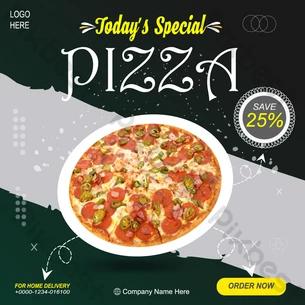 LOGO
HERE
Today's Special
PIZZA
SAVE
25%
FOR HOME DELIVERY
+0000-1234-016100
Company Name Here
ORDER NOW